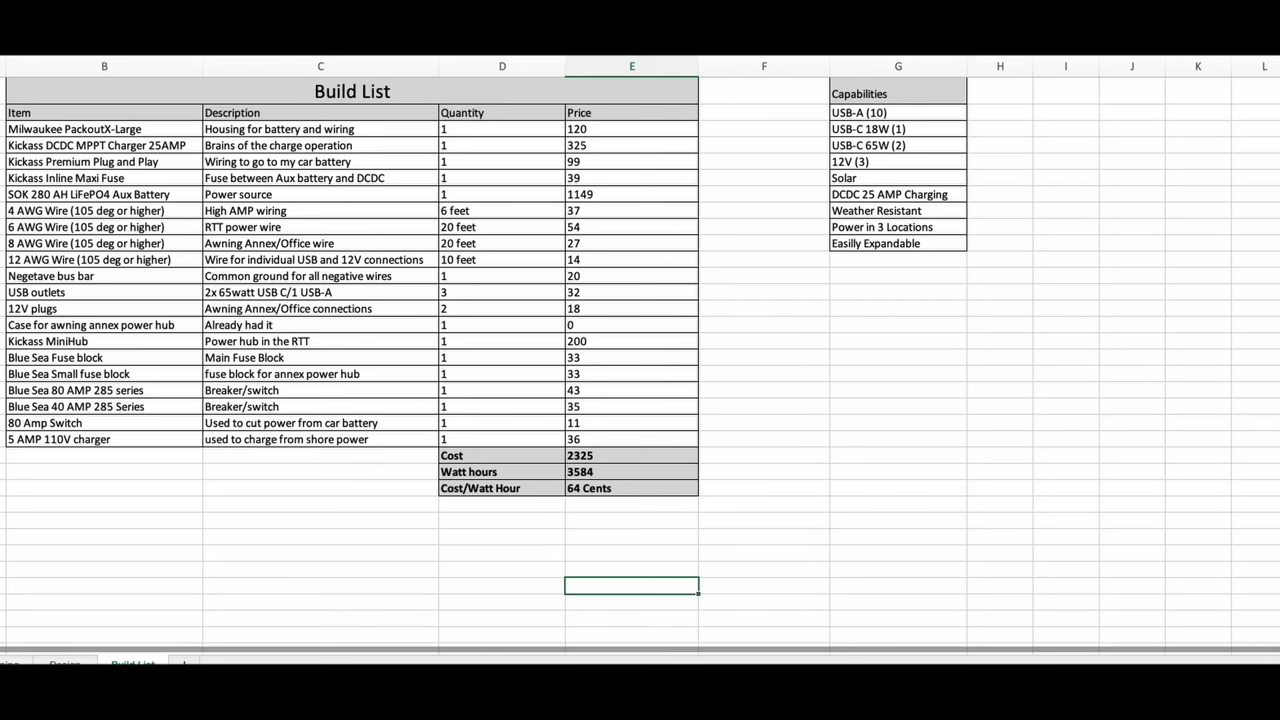 B C D E F G H I J K L
Build List
Item Description Quantity Price
Milwaukee PackoutX-Large Housing for battery and wiring 1 120
Kickass DCDC MPPT Charger 25AMP Brains of the charge operation 1 325
Kickass Premium Plug and Play Wiring to go to my car battery 1 99
Kickass Inline Maxi Fuse Fuse between Aux battery and DCDC 1 39
SOK 280 AH LiFePO4 Aux Battery Power source 1 1149
4 AWG Wire (105 deg or higher) High AMP wiring 6 feet 37
6 AWG Wire (105 deg or higher) RTT power wire 20 feet 54
8 AWG Wire (105 deg or higher) Awning Annex/Office wire 20 feet 27
12 AWG Wire (105 deg or higher) Wire for individual USB and 12V connections 10 feet 14
Negetave bus bar Common ground for all negative wires 1 20
USB outlets 2x 65watt USB C/1 USB-A 3 32
12V plugs Awning Annex/Office connections 2 18
Case for awning annex power hub Already had it 1 0
Kickass MiniHub Power hub in the RTT 1 200
Blue Sea Fuse block Main Fuse Block 1 33
Blue Sea Small fuse block fuse block for annex power hub 1 33
Blue Sea 80 AMP 285 series Breaker/switch 1 43
Blue Sea 40 AMP 285 Series Breaker/switch 1 35
80 Amp Switch Used to cut power from car battery 1 11
5 AMP 110V charger used to charge from shore power 1 36
Cost 2325
Watt hours 3584
Cost/Watt Hour 64 Cents
Capabilities
USB-A (10)
USB-C 18W (1)
USB-C 65W (2)
12V (3)
Solar
DCDC 25 AMP Charging
Weather Resistant
Power in 3 Locations
Easilly Expandable
Design Build List